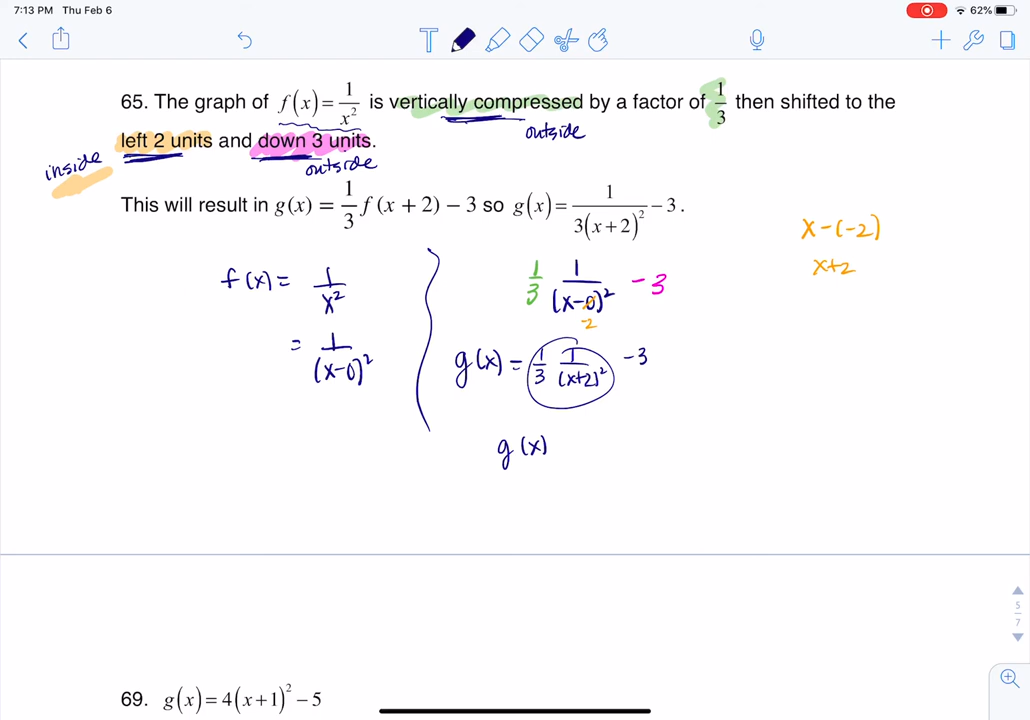 7:13 PM Thu Feb 6
62%
T
65. The graph of f(x) = 1/x² is vertically compressed by a factor of 1/3 then shifted to the
outside
left 2 units and down 3 units.
inside
outside
This will result in g(x) = 1/3 f (x + 2) − 3 so g(x) = 1/(3(x + 2)²) − 3 .
x - (-2)
x+2
f(x) = 1/x²
= 1/(x-0)²
1/3 1/(x-0)² - 3
-2
g(x) = 1/3 1/(x+2)² -3
g(x)
5/7
69. g(x) = 4(x + 1)² − 5